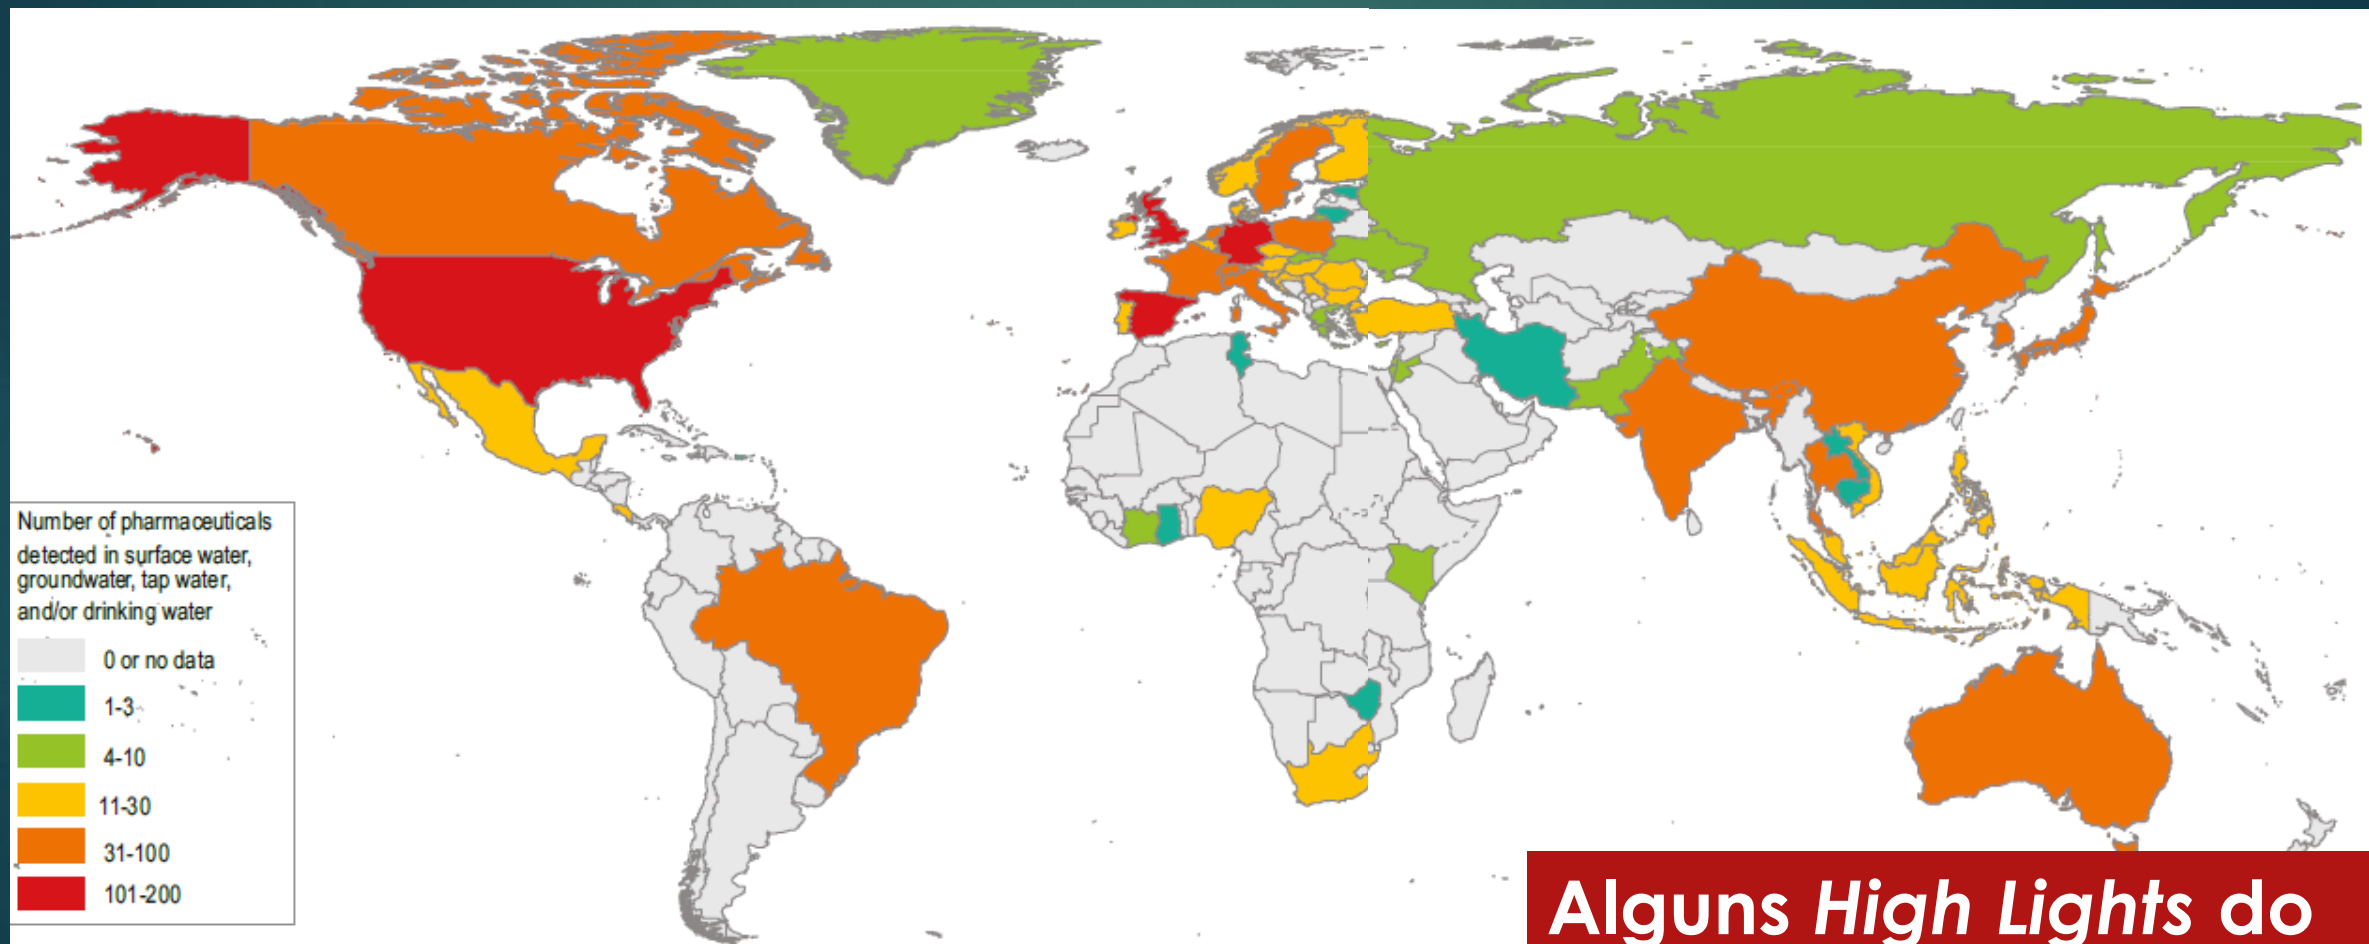 Number of pharmaceuticals
detected in surface water,
groundwater, tap water,
and/or drinking water
0 or no data
1-3
4-10
11-30
31-100
101-200
Alguns High Lights do